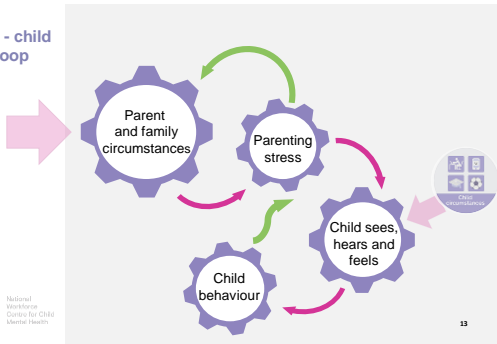 - child
oop
Parent
and family
circumstances
Parenting
stress
Child
circumstances
Child sees,
hears and
feels
Child
behaviour
National
Workforce
Centre for Child
Mental Health
13